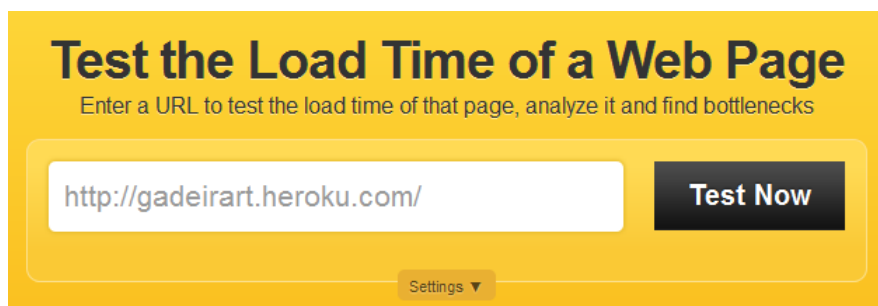 Test the Load Time of a Web Page
Enter a URL to test the load time of that page, analyze it and find bottlenecks
http://gadeirart.heroku.com/
Test Now
Settings ▼